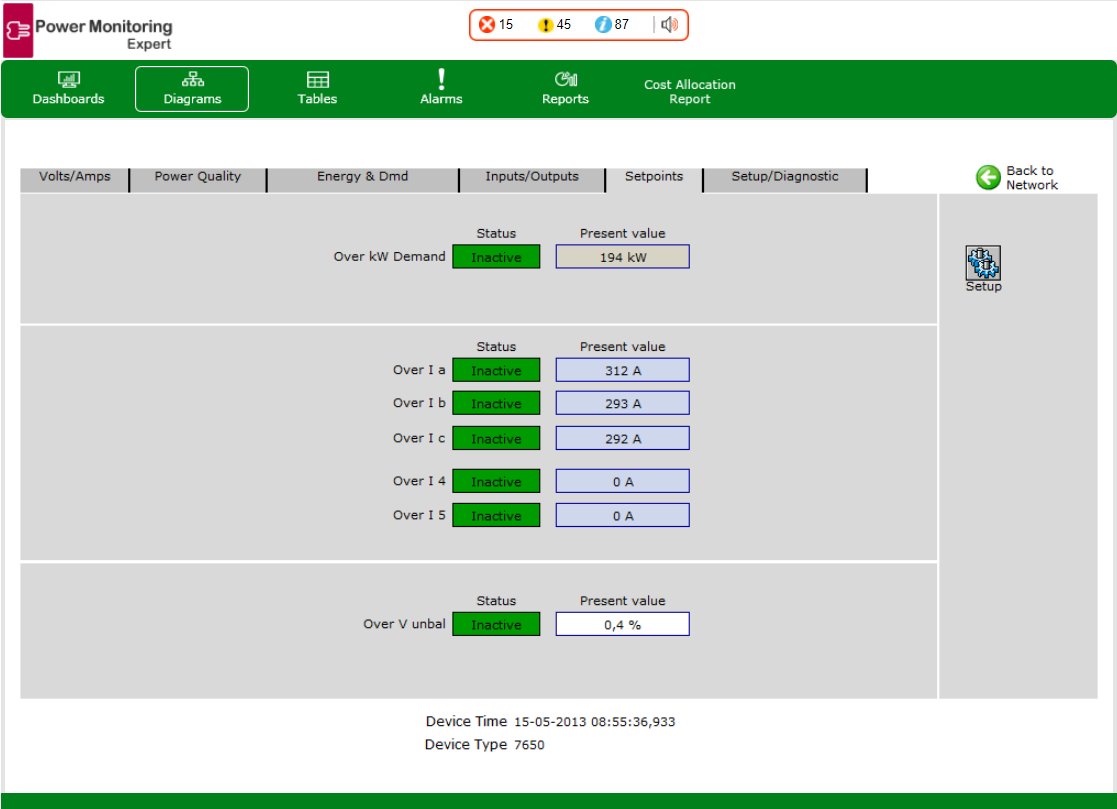 Power Monitoring
Expert
15 45 87
Dashboards Diagrams Tables Alarms Reports Cost Allocation
Report
Volts/Amps Power Quality Energy & Dmd Inputs/Outputs Setpoints Setup/Diagnostic
Back to
Network
Status Present value
Over kW Demand Inactive 194 kW
Setup
Status Present value
Over I a Inactive 312 A
Over I b Inactive 293 A
Over I c Inactive 292 A
Over I 4 Inactive 0 A
Over I 5 Inactive 0 A
Status Present value
Over V unbal Inactive 0,4 %
Device Time 15-05-2013 08:55:36,933
Device Type 7650